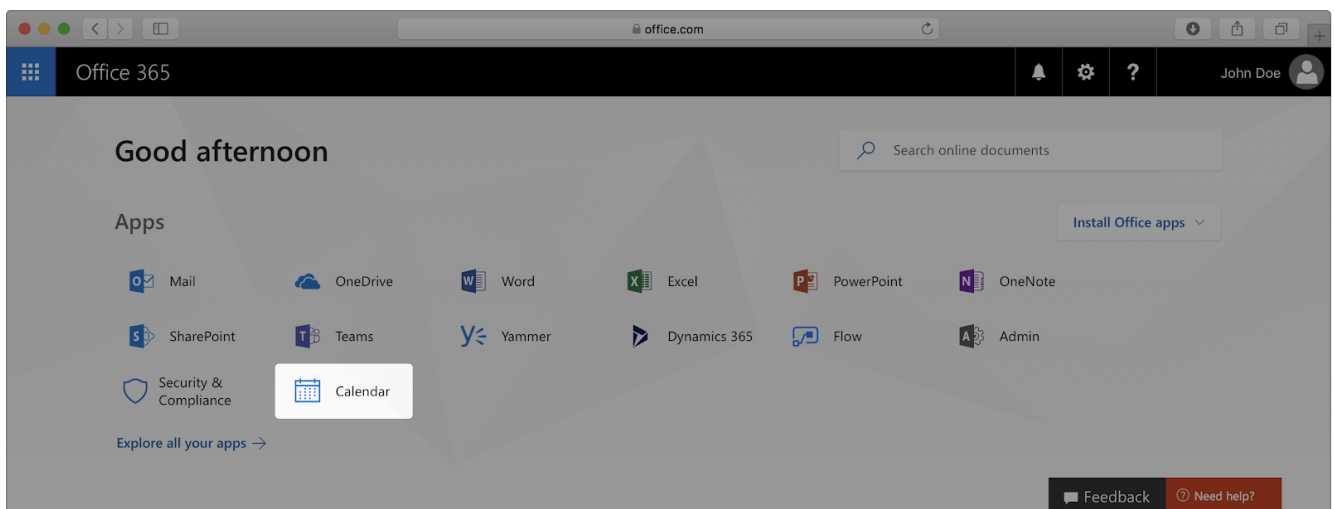 office.com
Office 365
John Doe
Good afternoon
Search online documents
Apps
Install Office apps
Mail
OneDrive
Word
Excel
PowerPoint
OneNote
SharePoint
Teams
Yammer
Dynamics 365
Flow
Admin
Security &
Compliance
Calendar
Explore all your apps
Feedback
Need help?